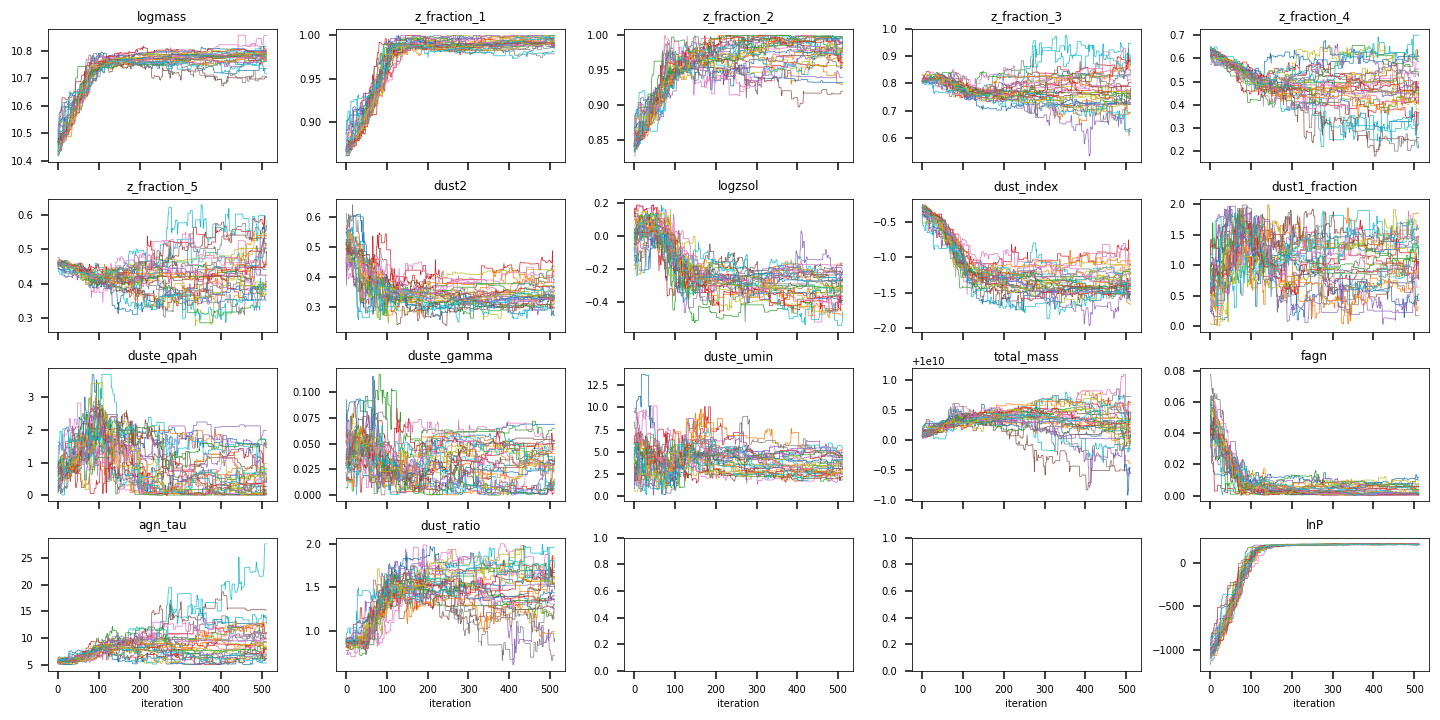 logmass z_fraction_1 z_fraction_2 z_fraction_3 z_fraction_4
10.8 10.7 10.6 10.5 10.4
1.00 0.95 0.90
1.00 0.95 0.90 0.85
1.0 0.9 0.8 0.7 0.6
0.7 0.6 0.5 0.4 0.3 0.2
z_fraction_5 dust2 logzsol dust_index dust1_fraction
0.6 0.5 0.4 0.3
0.6 0.5 0.4 0.3
0.2 0.0 −0.2 −0.4
−0.5 −1.0 −1.5 −2.0
2.0 1.5 1.0 0.5 0.0
duste_qpah duste_gamma duste_umin total_mass fagn
3 2 1 0
0.100 0.075 0.050 0.025 0.000
12.5 10.0 7.5 5.0 2.5 0.0
+1e10
1.0 0.5 0.0 −0.5 −1.0
0.08 0.06 0.04 0.02 0.00
agn_tau dust_ratio lnP
25 20 15 10 5
2.0 1.5 1.0
1.0 0.8 0.6 0.4 0.2 0.0
1.0 0.8 0.6 0.4 0.2 0.0
0 −500 −1000
0 100 200 300 400 500 0 100 200 300 400 500 0 100 200 300 400 500 0 100 200 300 400 500 0 100 200 300 400 500
iteration iteration iteration iteration iteration